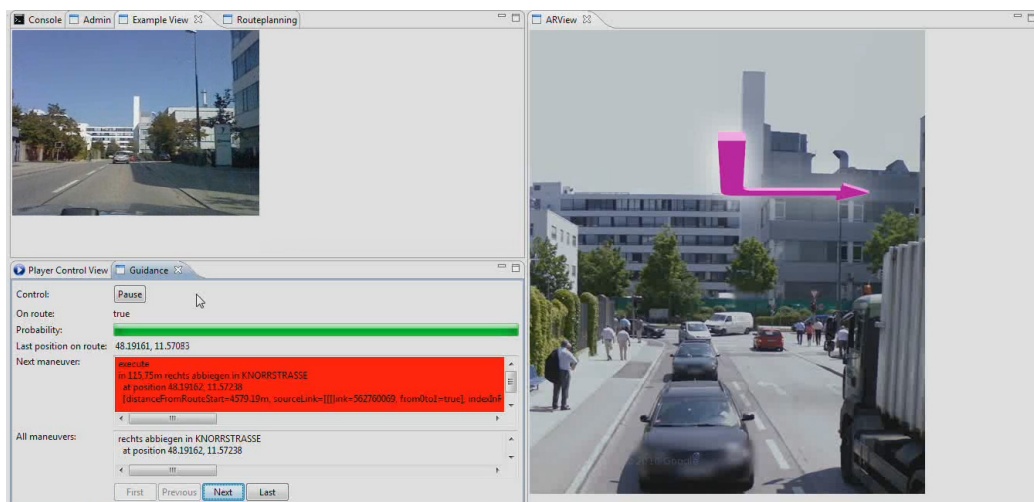 Console
Admin
Example View
Routeplanning
ARView
Player Control View
Guidance
Control:
Pause
On route:
true
Probability:
Last position on route:
48.19161, 11.57083
Next maneuver:
execute
in 115.75m rechts abbiegen in KNORRSTRASSE
at position 48.19162, 11.57238
[distanceFromRouteStart=4579.19m, sourceLink=[[[]link=562760069, from0to1=true],
All maneuvers:
rechts abbiegen in KNORRSTRASSE
at position 48.19162, 11.57238
First
Previous
Next
Last